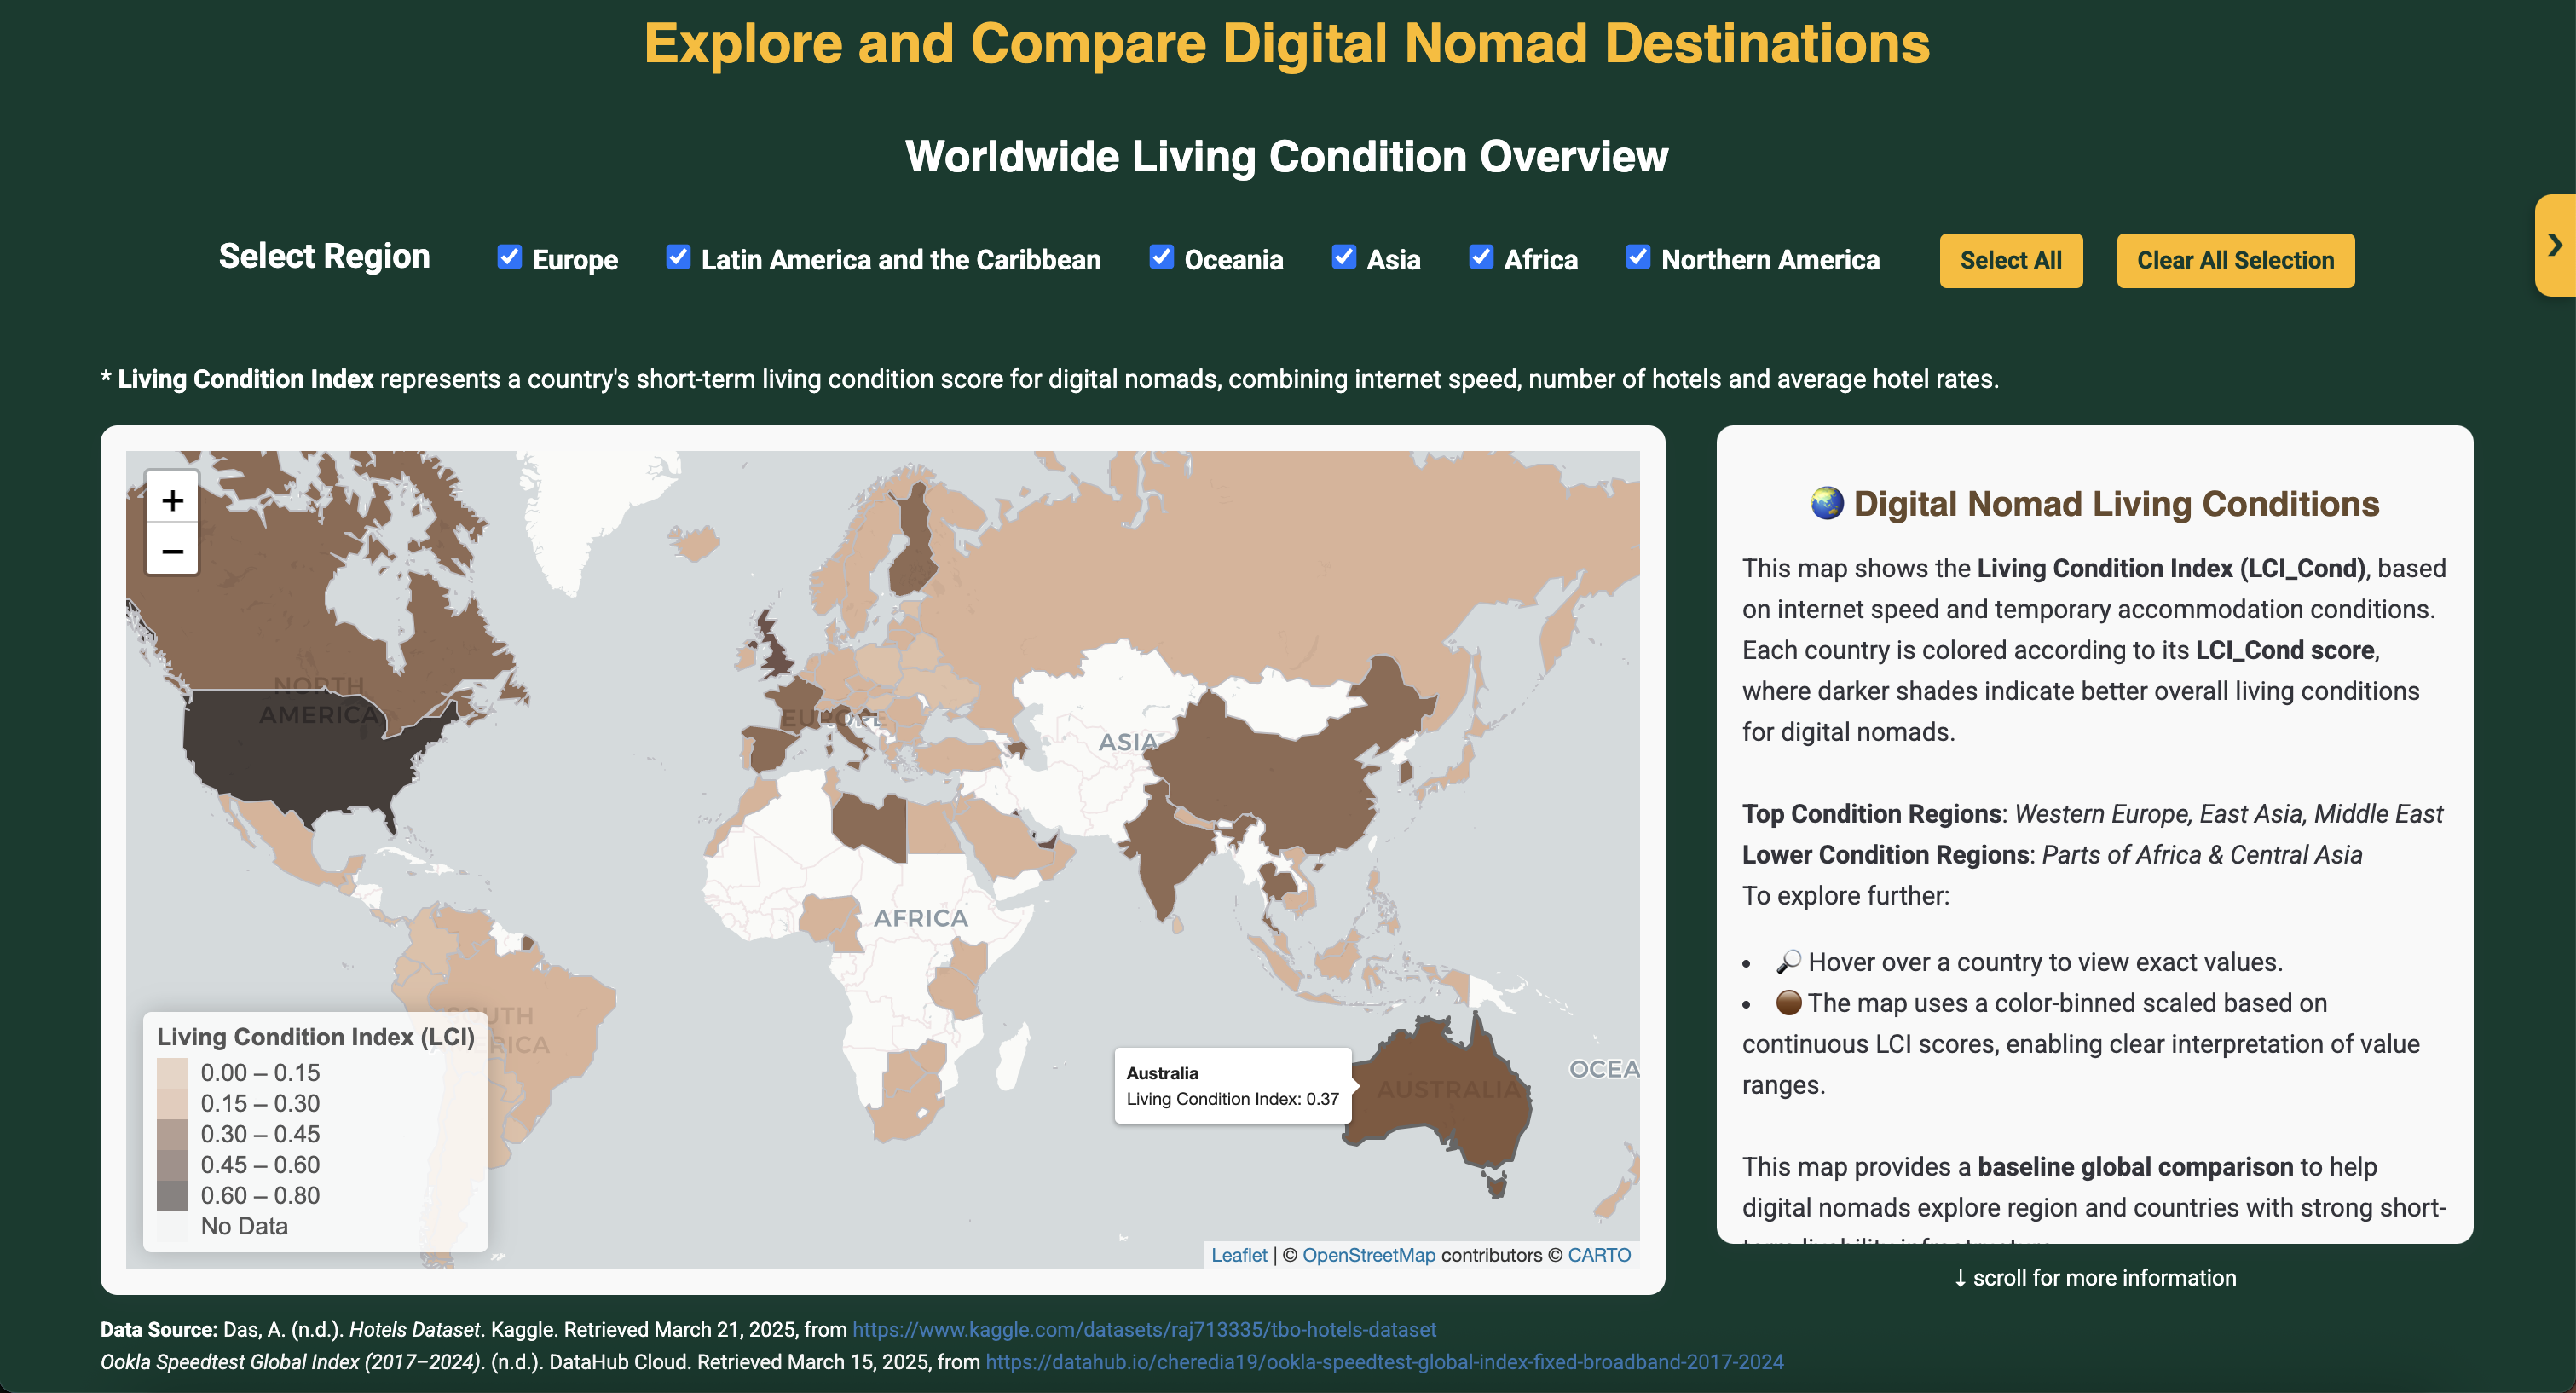 Explore and Compare Digital Nomad Destinations
Worldwide Living Condition Overview
Select Region
Europe
Latin America and the Caribbean
Oceania
Asia
Africa
Northern America
Select All
Clear All Selection
❯
* Living Condition Index represents a country's short-term living condition score for digital nomads, combining internet speed, number of hotels and average hotel rates.
+
−
NORTH
AMERICA
EUROPE
ASIA
AFRICA
SOUTH
AMERICA
AUSTRALIA
OCEA
Australia
Living Condition Index: 0.37
Living Condition Index (LCI)
0.00 – 0.15
0.15 – 0.30
0.30 – 0.45
0.45 – 0.60
0.60 – 0.80
No Data
Leaflet | © OpenStreetMap contributors © CARTO
🌏 Digital Nomad Living Conditions
This map shows the Living Condition Index (LCI_Cond), based
on internet speed and temporary accommodation conditions.
Each country is colored according to its LCI_Cond score,
where darker shades indicate better overall living conditions
for digital nomads.
Top Condition Regions: Western Europe, East Asia, Middle East
Lower Condition Regions: Parts of Africa & Central Asia
To explore further:
• 🔎 Hover over a country to view exact values.
• 🟤 The map uses a color-binned scaled based on
continuous LCI scores, enabling clear interpretation of value
ranges.
This map provides a baseline global comparison to help
digital nomads explore region and countries with strong short-
↓ scroll for more information
Data Source: Das, A. (n.d.). Hotels Dataset. Kaggle. Retrieved March 21, 2025, from https://www.kaggle.com/datasets/raj713335/tbo-hotels-dataset
Ookla Speedtest Global Index (2017–2024). (n.d.). DataHub Cloud. Retrieved March 15, 2025, from https://datahub.io/cheredia19/ookla-speedtest-global-index-fixed-broadband-2017-2024